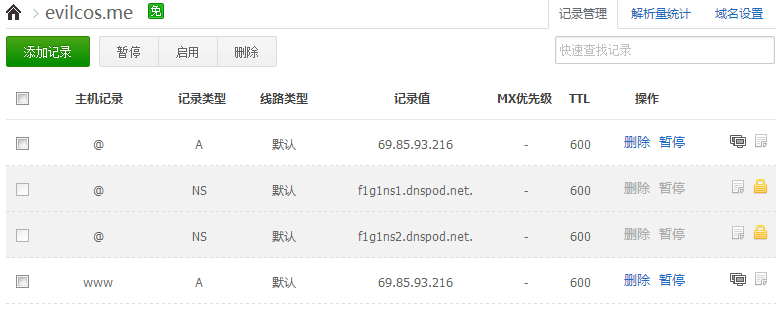 evilcos.me 免 记录管理 解析量统计 域名设置
添加记录 暂停 启用 删除 快速查找记录
主机记录 记录类型 线路类型 记录值 MX优先级 TTL 操作
@ A 默认 69.85.93.216 - 600 删除 暂停
@ NS 默认 f1g1ns1.dnspod.net. - 600 删除 暂停
@ NS 默认 f1g1ns2.dnspod.net. - 600 删除 暂停
www A 默认 69.85.93.216 - 600 删除 暂停